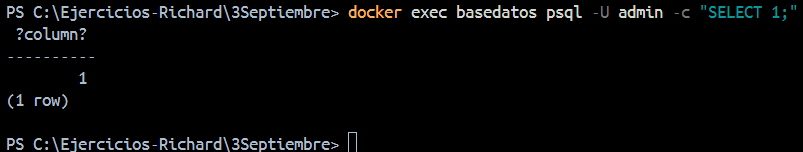 PS C:\Ejercicios-Richard\3Septiembre> docker exec basedatos psql -U admin -c "SELECT 1;"
 ?column?
----------
        1
(1 row)

PS C:\Ejercicios-Richard\3Septiembre>